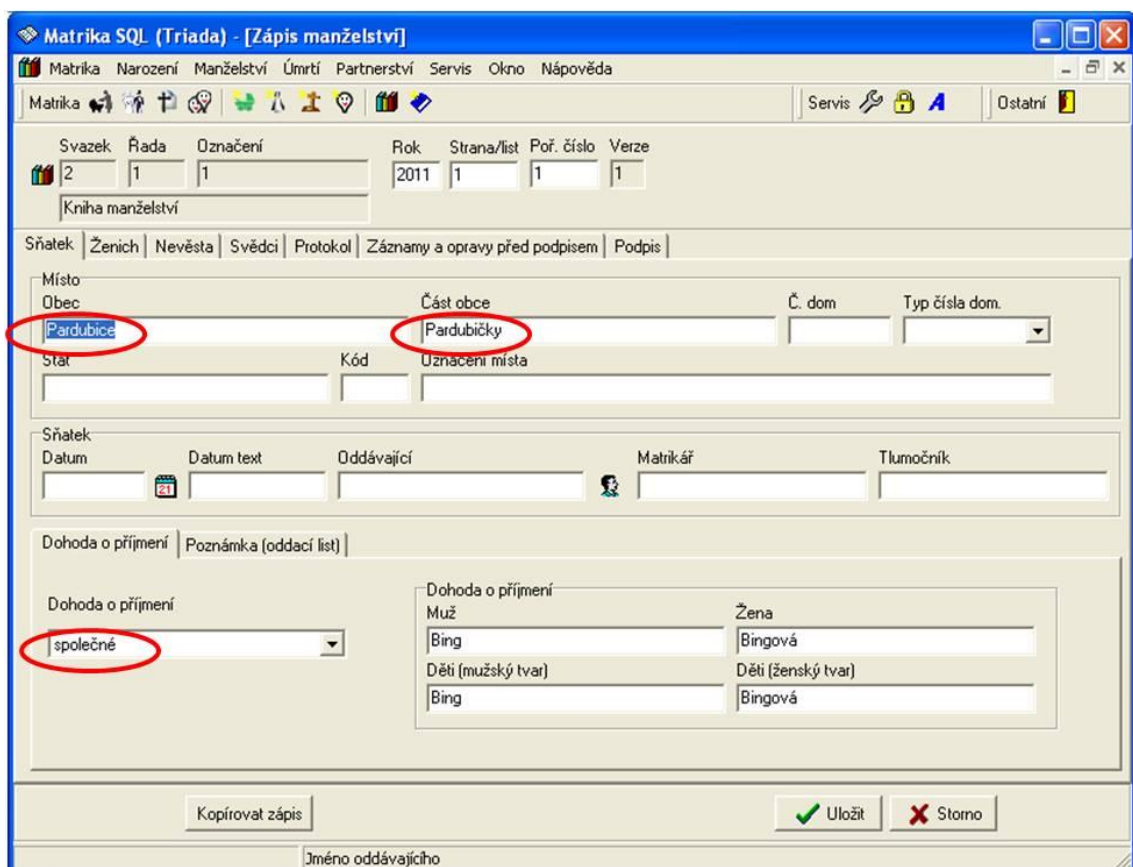 Matrika SQL (Triada) - [Zápis manželství]
Matrika Narození Manželství Úmrtí Partnerství Servis Okno Nápověda
Matrika Servis A Ostatní
Svazek Řada Označení Rok Strana/list Poř. číslo Verze
2 1 1 2011 1 1 1
Kniha manželství
Sňatek Ženich Nevěsta Svědci Protokol Záznamy a opravy před podpisem Podpis
Místo
Obec Část obce Č. dom Typ čísla dom.
Pardubice Pardubičky
Stát Kód Označení místa
Sňatek
Datum Datum text Oddávající Matrikář Tlumočník
21
Dohoda o příjmení Poznámka (oddací list)
Dohoda o příjmení
Dohoda o příjmení Muž Žena
společné Bing Bingová
Děti (mužský tvar) Děti (ženský tvar)
Bing Bingová
Kopírovat zápis Uložit Storno
Jméno oddávajícího